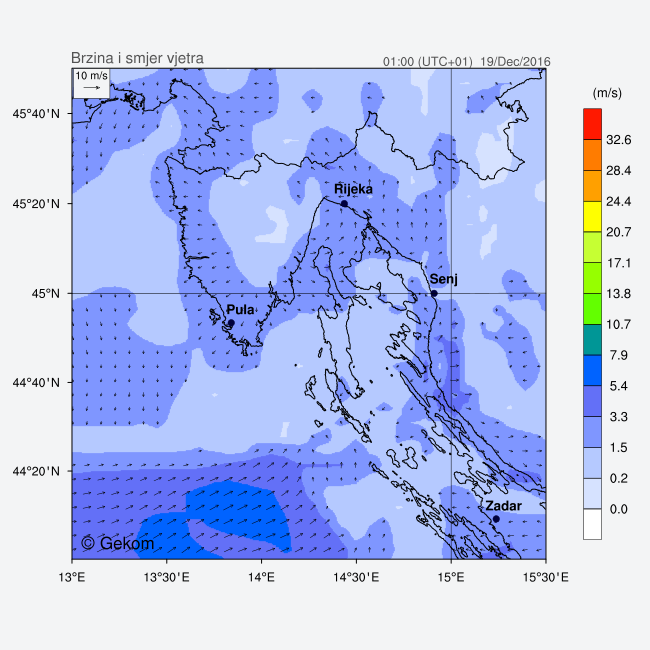 Brzina i smjer vjetra
01:00 (UTC+01) 19/Dec/2016
10 m/s
(m/s)
45°40'N
45°20'N
45°N
44°40'N
44°20'N
Rijeka
Senj
Pula
Zadar
© Gekom
13°E
13°30'E
14°E
14°30'E
15°E
15°30'E
32.6
28.4
24.4
20.7
17.1
13.8
10.7
7.9
5.4
3.3
1.5
0.2
0.0